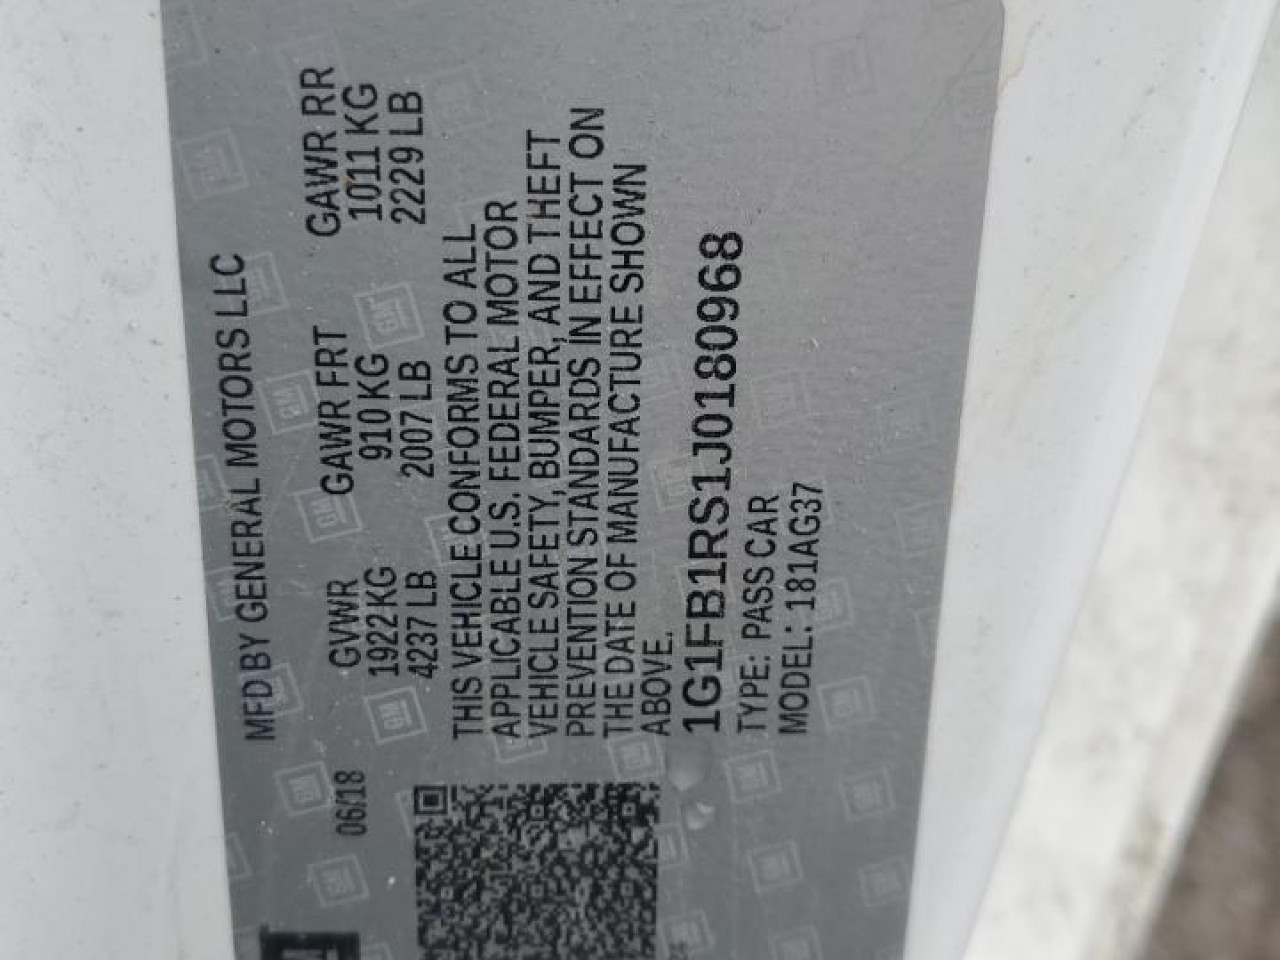 MFD BY GENERAL MOTORS LLC
06/18 GVWR GAWR FRT GAWR RR
1922 KG 910 KG 1011 KG
4237 LB 2007 LB 2229 LB
THIS VEHICLE CONFORMS TO ALL
APPLICABLE U.S. FEDERAL MOTOR
VEHICLE SAFETY, BUMPER, AND THEFT
PREVENTION STANDARDS IN EFFECT ON
THE DATE OF MANUFACTURE SHOWN
ABOVE.
1G1FB1RS1J0180968
TYPE: PASS CAR
MODEL: 181AG37